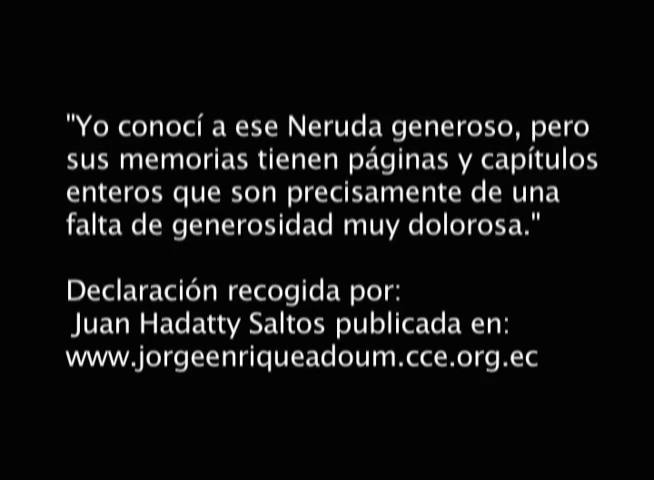 "Yo conocí a ese Neruda generoso, pero
sus memorias tienen páginas y capítulos
enteros que son precisamente de una
falta de generosidad muy dolorosa."
Declaración recogida por:
Juan Hadatty Saltos publicada en:
www.jorgeenriqueadoum.cce.org.ec